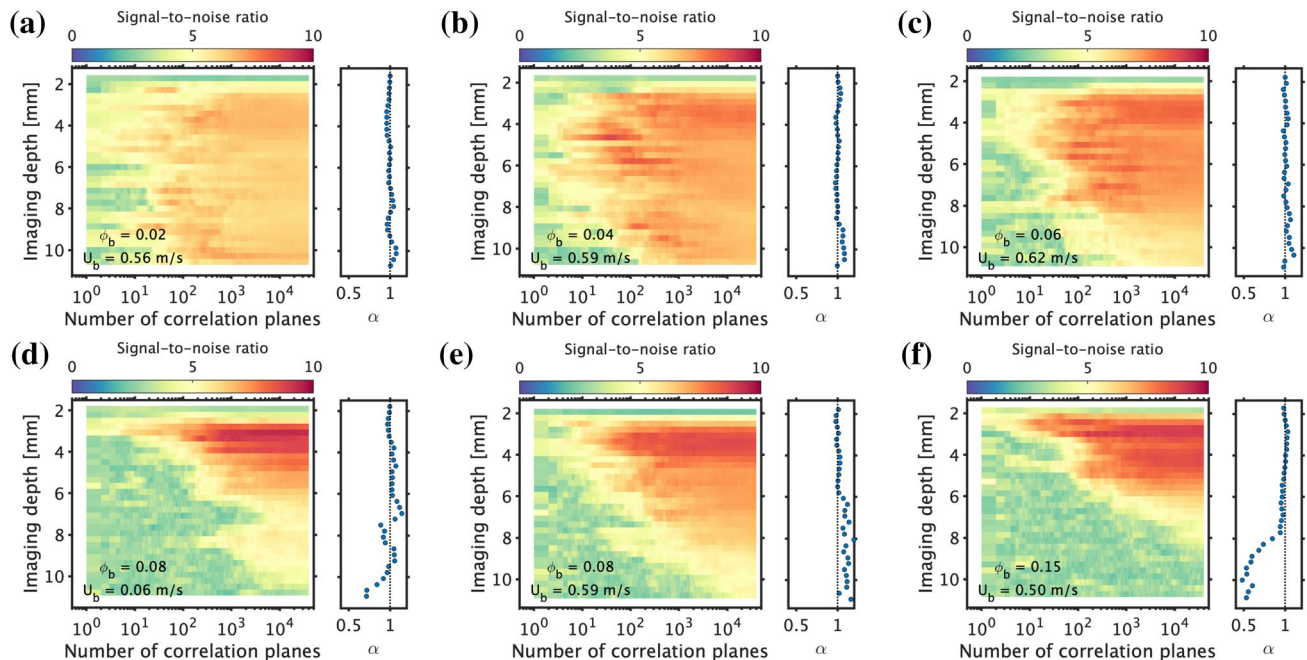 (a) Signal-to-noise ratio
0 5 10
Imaging depth [mm]
2
4
6
8
10
ϕb = 0.02
Ub = 0.56 m/s
10^0 10^1 10^2 10^3 10^4
Number of correlation planes
0.5 1
α
(b) Signal-to-noise ratio
0 5 10
Imaging depth [mm]
2
4
6
8
10
ϕb = 0.04
Ub = 0.59 m/s
10^0 10^1 10^2 10^3 10^4
Number of correlation planes
0.5 1
α
(c) Signal-to-noise ratio
0 5 10
Imaging depth [mm]
2
4
6
8
10
ϕb = 0.06
Ub = 0.62 m/s
10^0 10^1 10^2 10^3 10^4
Number of correlation planes
0.5 1
α
(d) Signal-to-noise ratio
0 5 10
Imaging depth [mm]
2
4
6
8
10
ϕb = 0.08
Ub = 0.06 m/s
10^0 10^1 10^2 10^3 10^4
Number of correlation planes
0.5 1
α
(e) Signal-to-noise ratio
0 5 10
Imaging depth [mm]
2
4
6
8
10
ϕb = 0.08
Ub = 0.59 m/s
10^0 10^1 10^2 10^3 10^4
Number of correlation planes
0.5 1
α
(f) Signal-to-noise ratio
0 5 10
Imaging depth [mm]
2
4
6
8
10
ϕb = 0.15
Ub = 0.50 m/s
10^0 10^1 10^2 10^3 10^4
Number of correlation planes
0.5 1
α